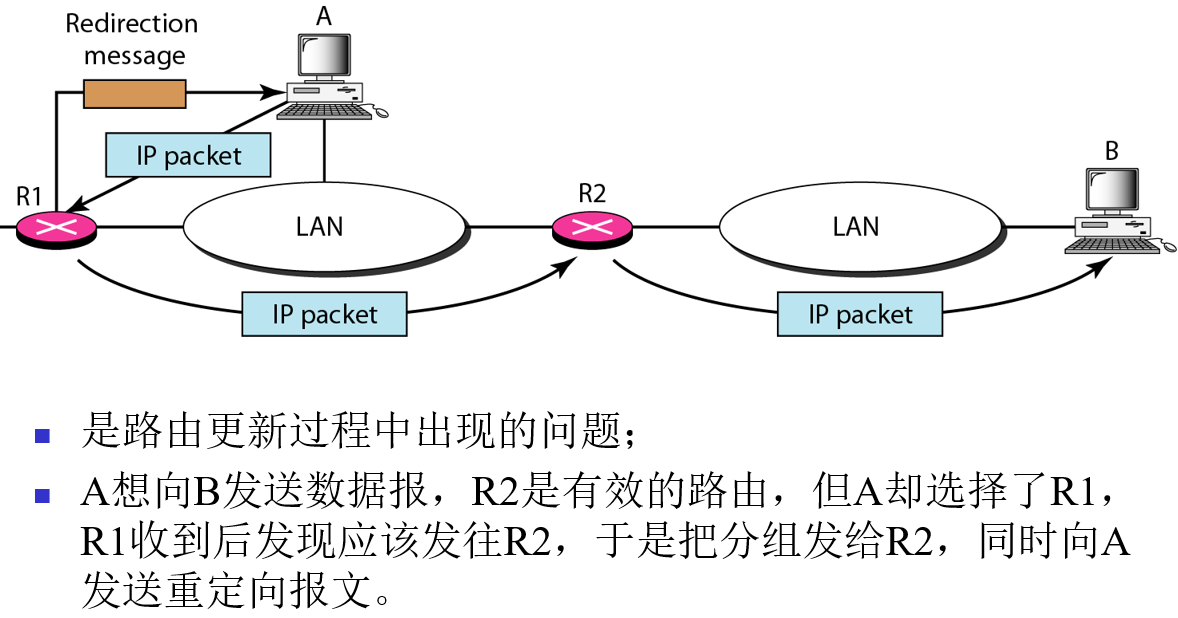 A
Redirection
message
IP packet
B
R1
R2
LAN
LAN
IP packet
IP packet
是路由更新过程中出现的问题；
A想向B发送数据报，R2是有效的路由，但A却选择了R1，
R1收到后发现应该发往R2，于是把分组发给R2，同时向A
发送重定向报文。